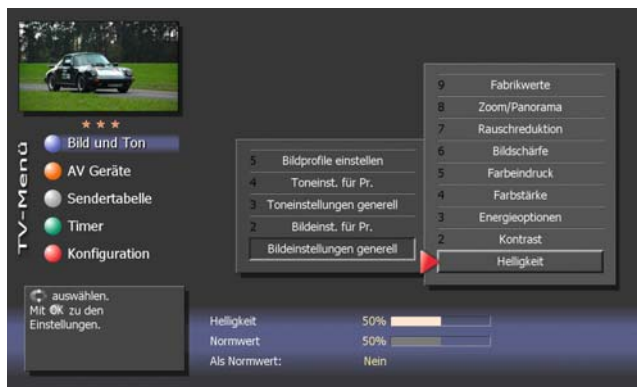 TV-Menü
Bild und Ton
AV Geräte
Sendertabelle
Timer
Konfiguration
5 Bildprofile einstellen
4 Toneinst. für Pr.
3 Toneinstellungen generell
2 Bildeinst. für Pr.
Bildeinstellungen generell
9 Fabrikwerte
8 Zoom/Panorama
7 Rauschreduktion
6 Bildschärfe
5 Farbeindruck
4 Farbstärke
3 Energieoptionen
2 Kontrast
Helligkeit
auswählen.
Mit OK zu den
Einstellungen.
Helligkeit 50%
Normwert 50%
Als Normwert: Nein